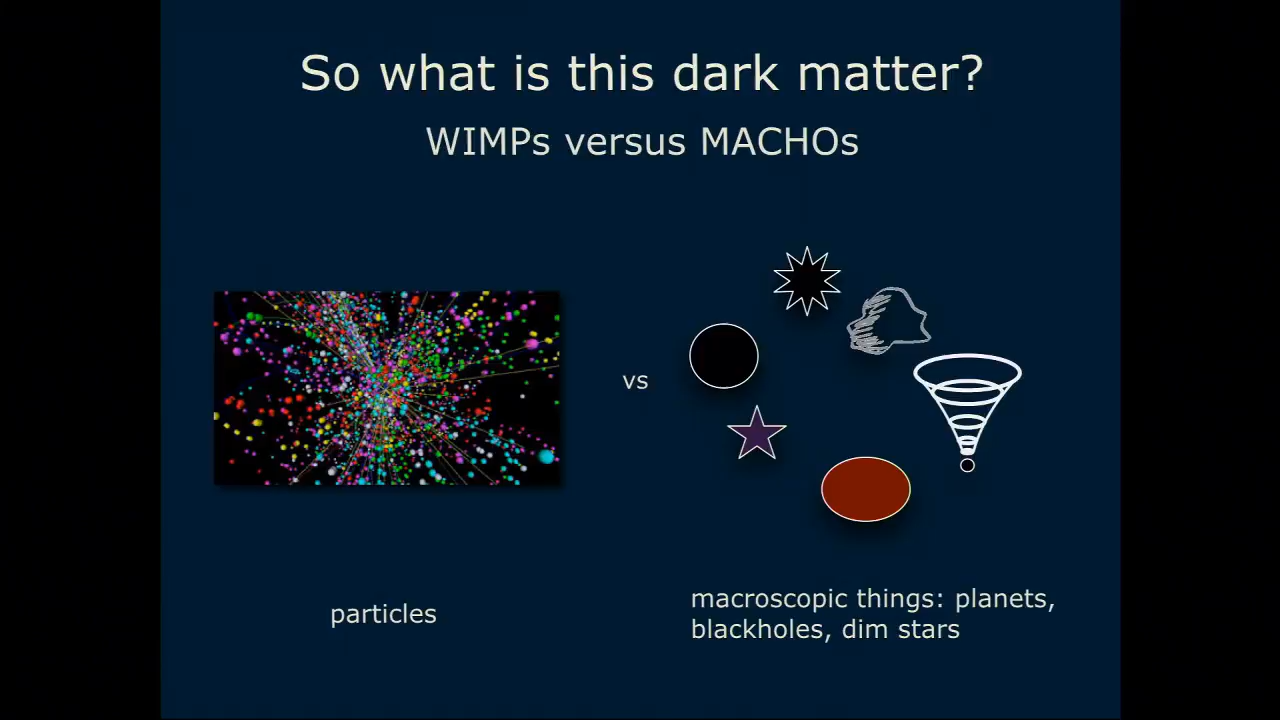 So what is this dark matter?
WIMPs versus MACHOs
vs
particles
macroscopic things: planets,
blackholes, dim stars